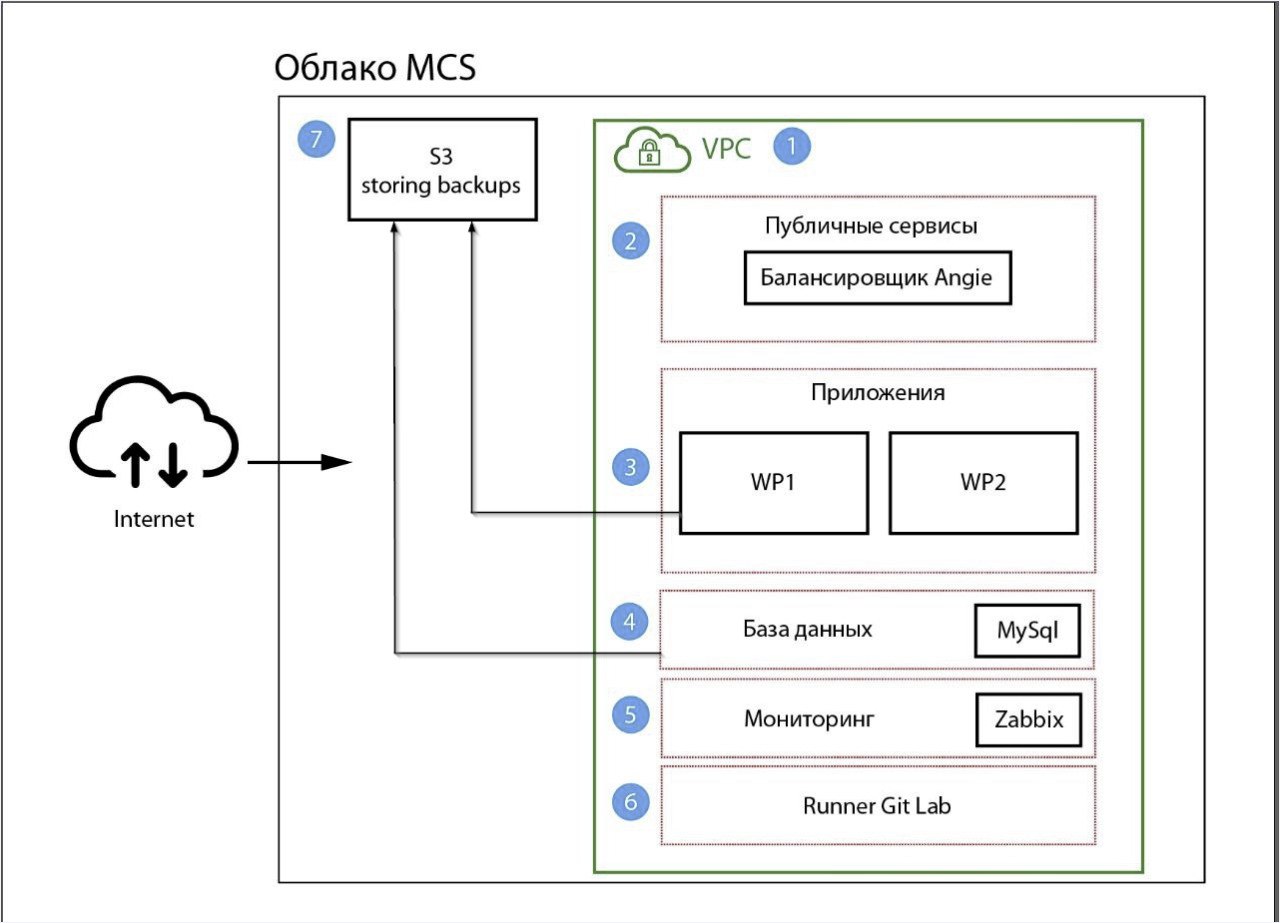 Облако MCS
7
S3
storing backups
VPC
1
2
Публичные сервисы
Балансировщик Angie
Приложения
3
WP1
WP2
Internet
4
База данных
MySql
5
Мониторинг
Zabbix
6
Runner Git Lab